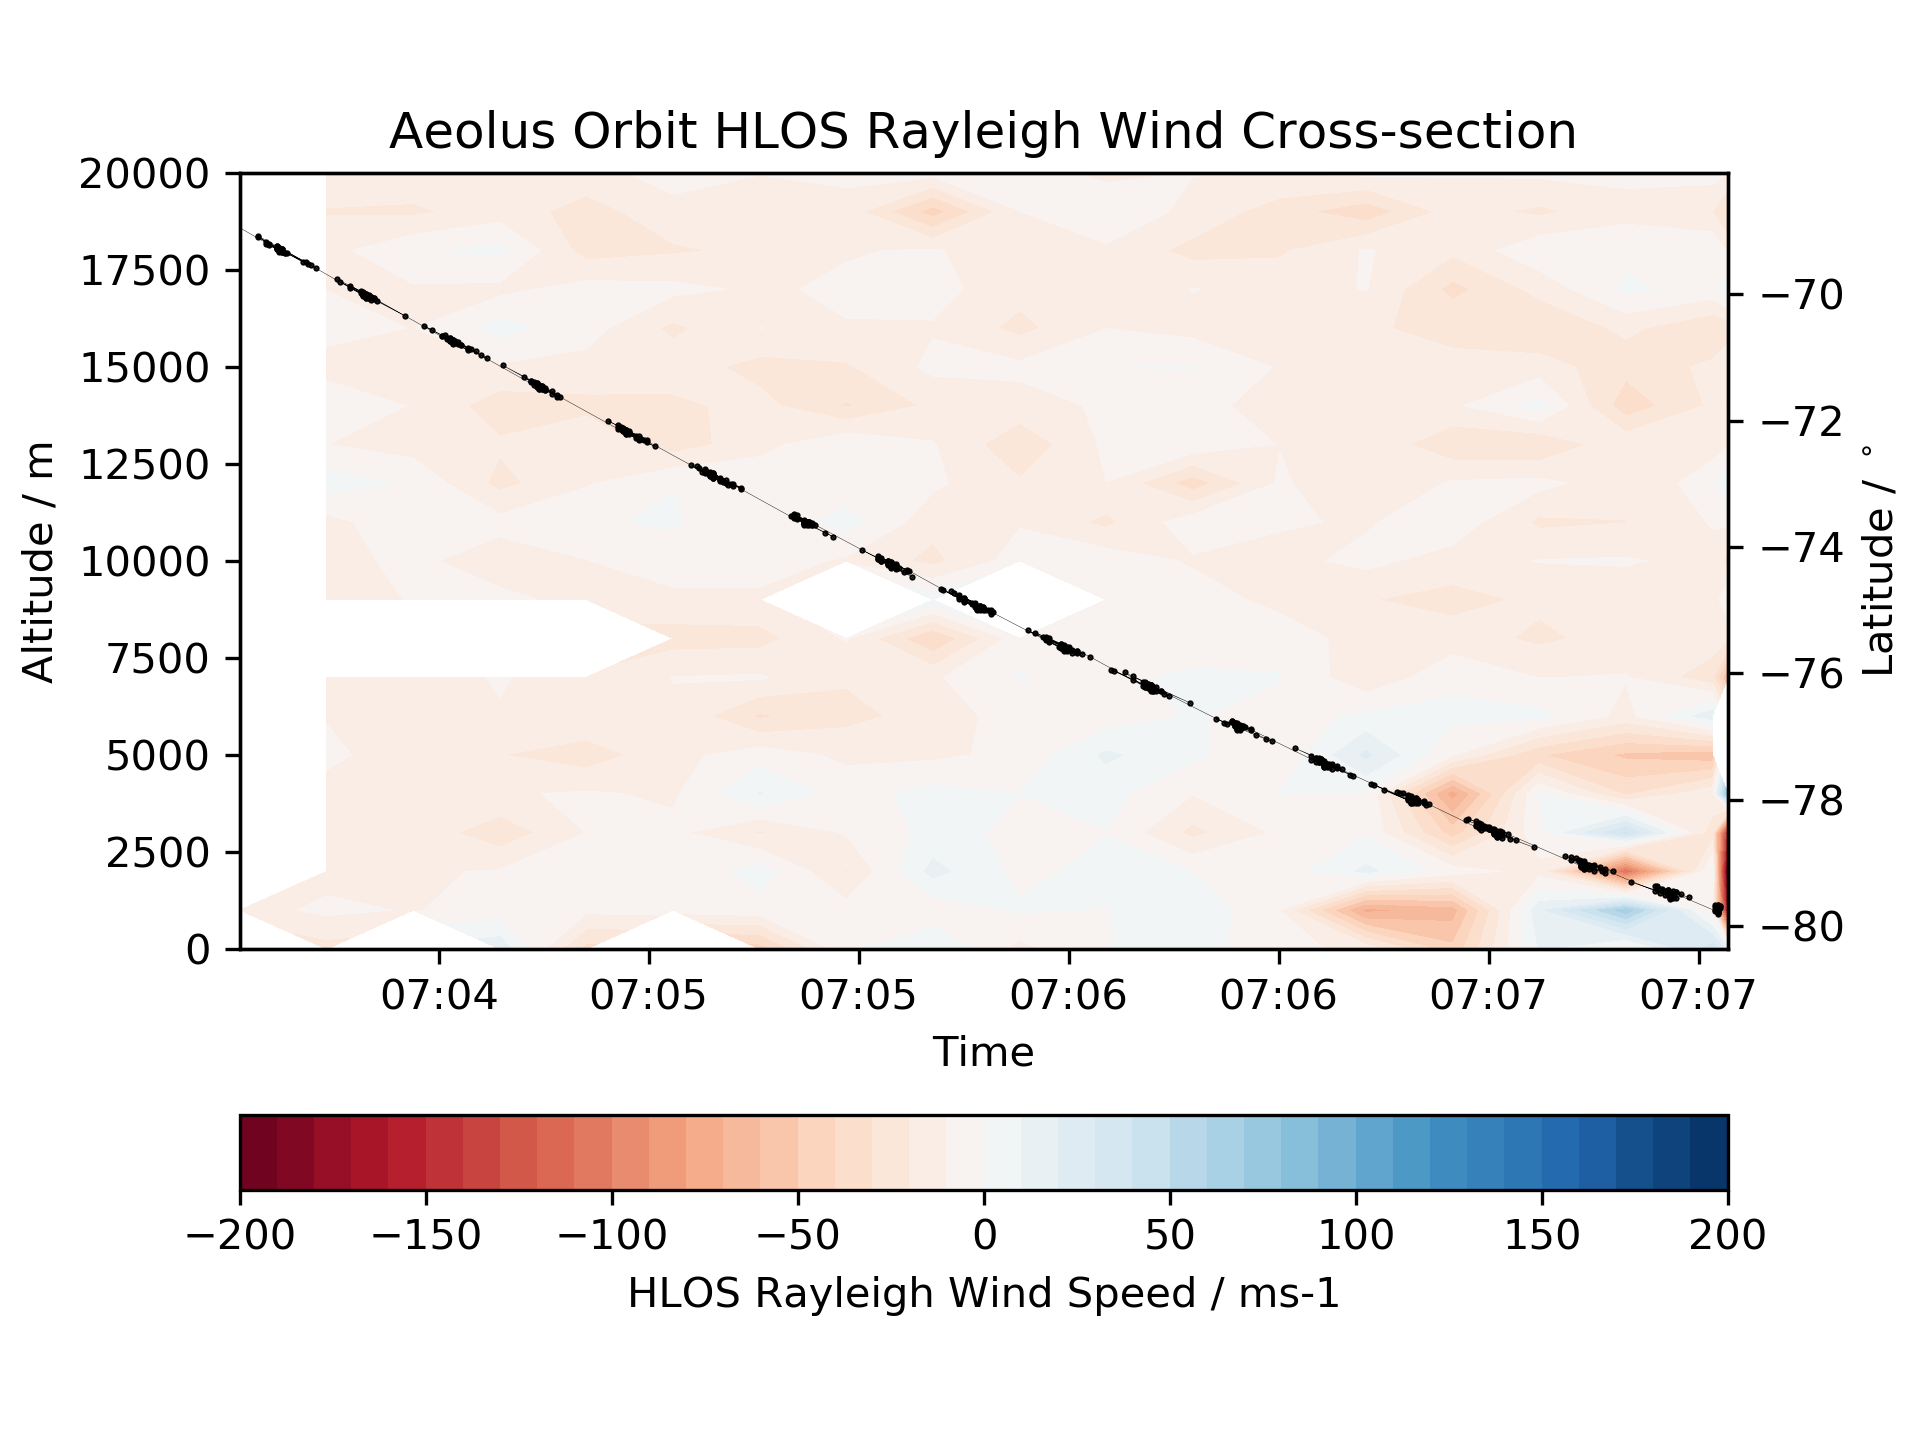 Aeolus Orbit HLOS Rayleigh Wind Cross-section
20000
17500
15000
12500
10000
7500
5000
2500
0
Altitude / m
−70
−72
−74
−76
−78
−80
Latitude / °
07:04 07:05 07:05 07:06 07:06 07:07 07:07
Time
−200 −150 −100 −50 0 50 100 150 200
HLOS Rayleigh Wind Speed / ms-1